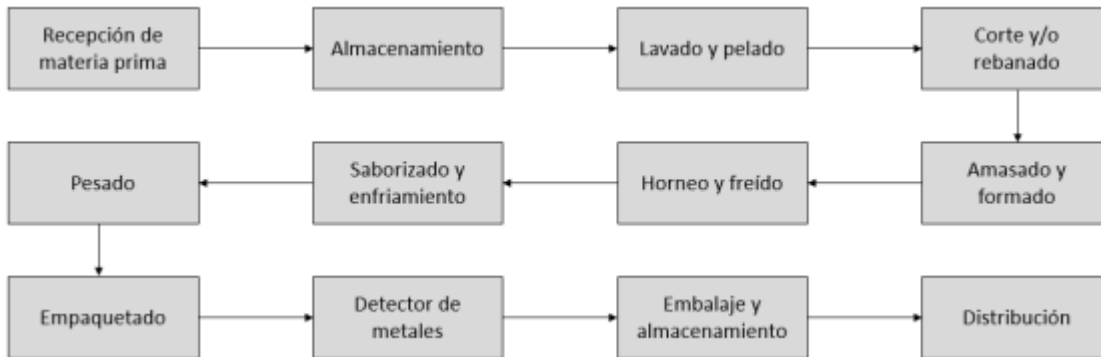 Recepción de
materia prima
Almacenamiento
Lavado y pelado
Corte y/o
rebanado
Amasado y
formado
Horneo y freído
Saborizado y
enfriamiento
Pesado
Empaquetado
Detector de
metales
Embalaje y
almacenamiento
Distribución